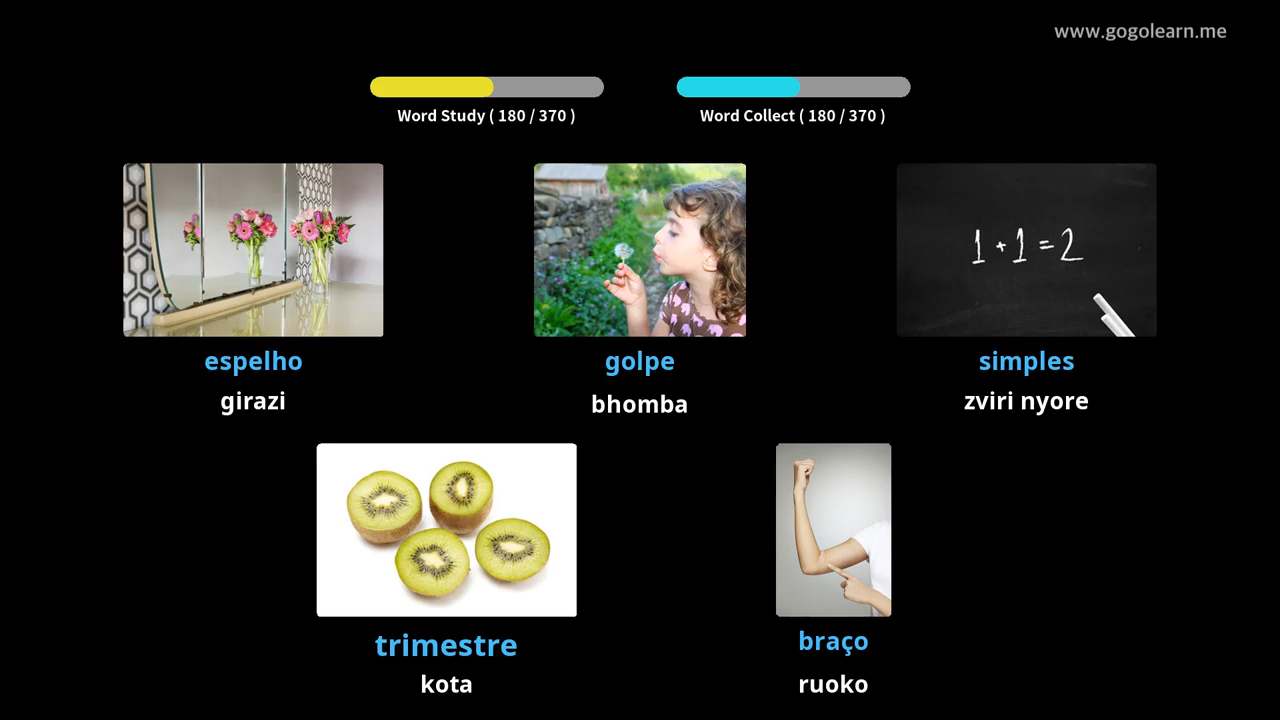 www.gogolearn.me
Word Study ( 180 / 370 )
Word Collect ( 180 / 370 )
1 + 1 = 2
espelho
girazi
golpe
bhomba
simples
zviri nyore
trimestre
kota
braço
ruoko